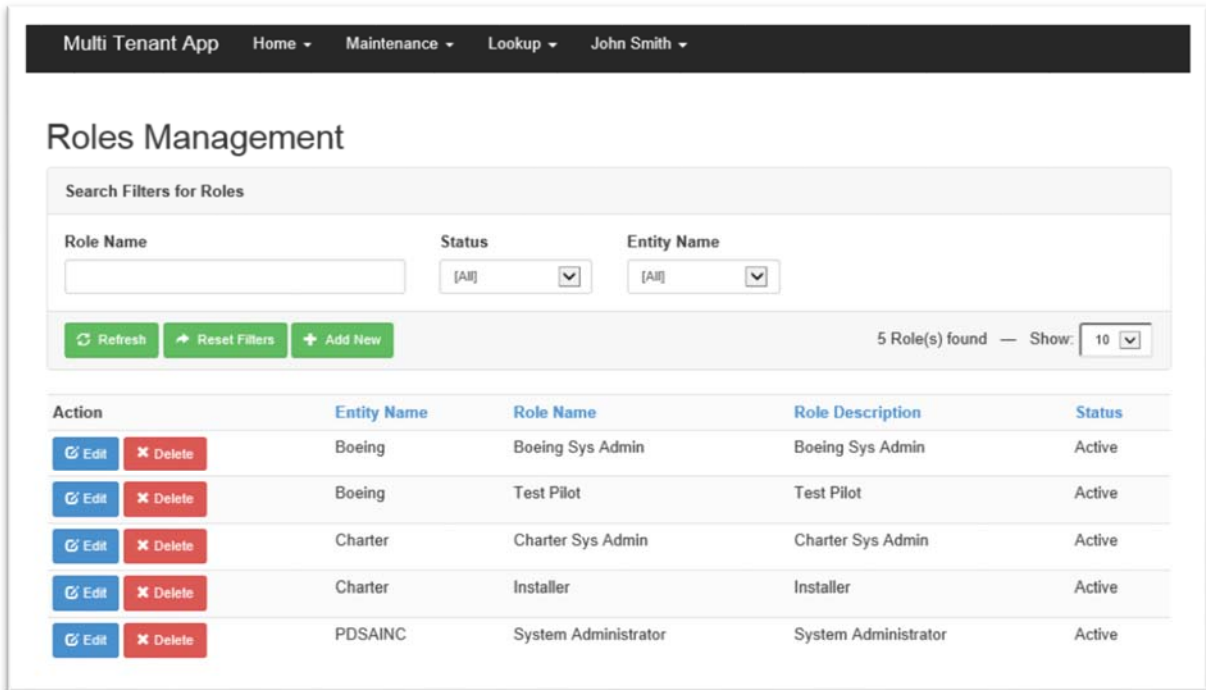 Multi Tenant App Home Maintenance Lookup John Smith
Roles Management
Search Filters for Roles
Role Name Status Entity Name
[All] [All]
Refresh Reset Filters Add New 5 Role(s) found — Show: 10
Action Entity Name Role Name Role Description Status
Edit Delete Boeing Boeing Sys Admin Boeing Sys Admin Active
Edit Delete Boeing Test Pilot Test Pilot Active
Edit Delete Charter Charter Sys Admin Charter Sys Admin Active
Edit Delete Charter Installer Installer Active
Edit Delete PDSAINC System Administrator System Administrator Active